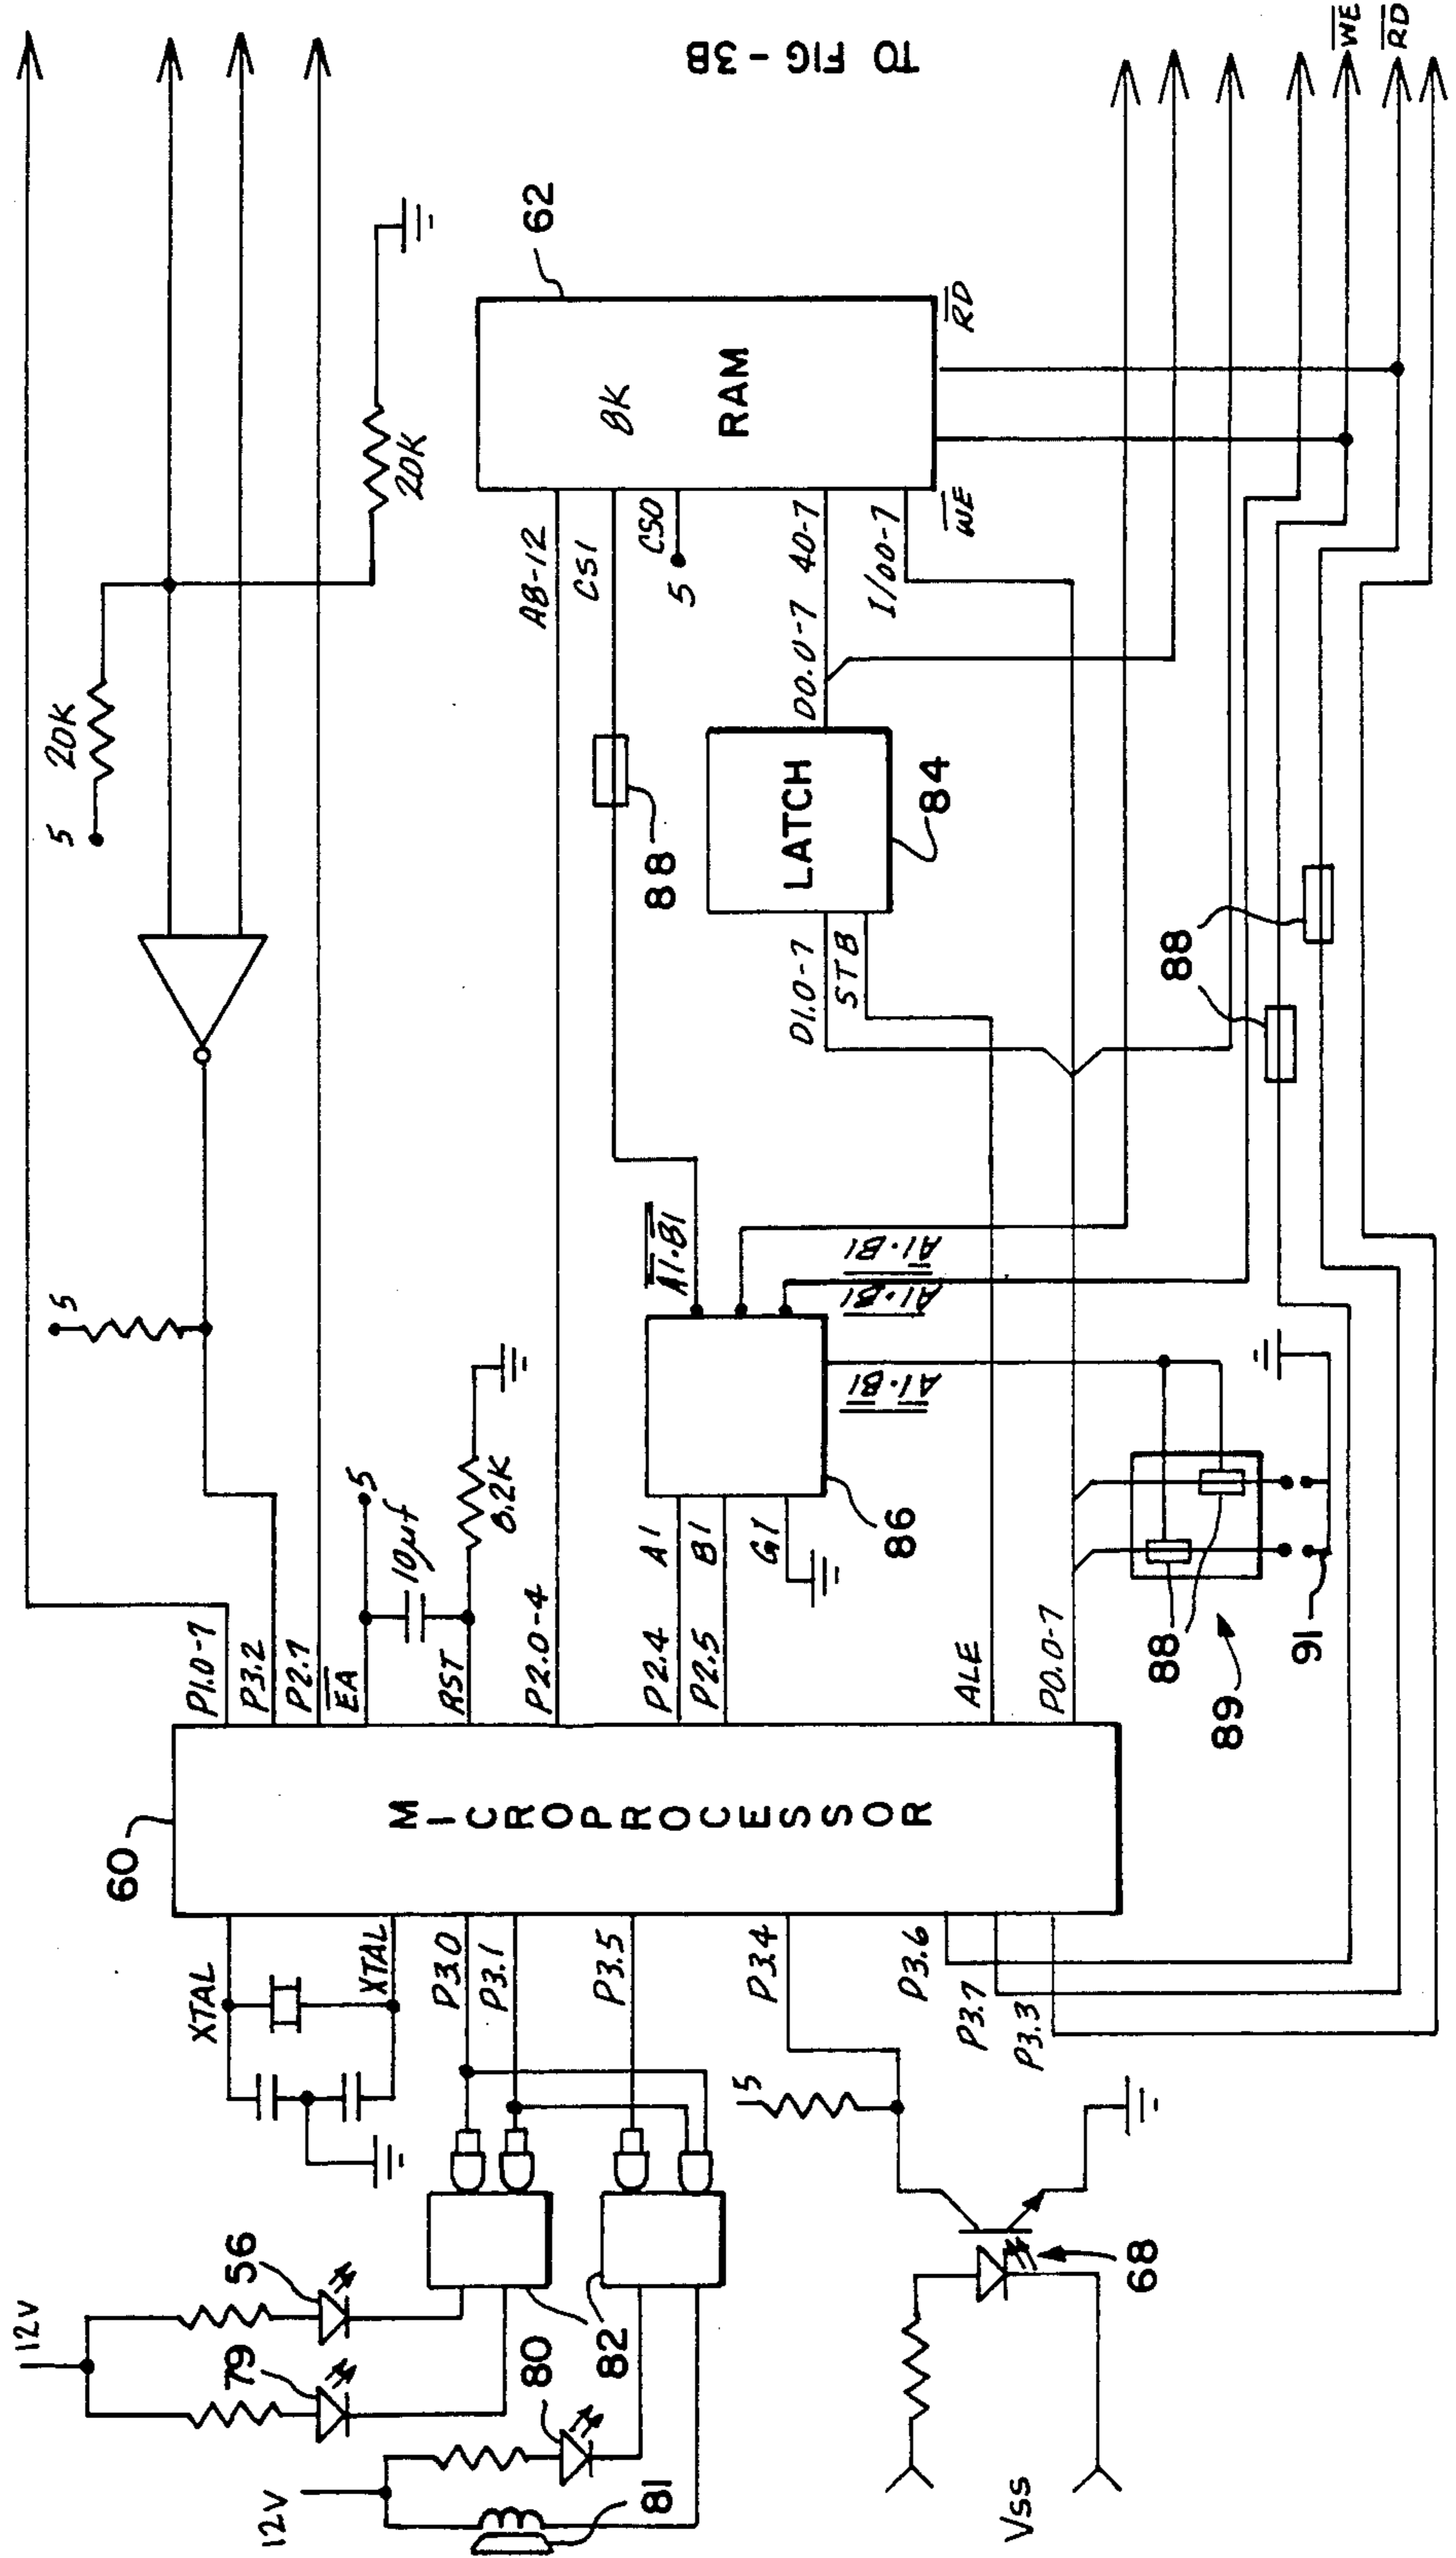 TO FIG - 3B
WE
RD
12V
56
79
12V
80
81
82
XTAL
XTAL
P3.0
P3.1
P3.5
P3.4
P3.6
P3.7
P3.3
5
68
Vss
60
MICROPROCESSOR
P1.0-7
P3.2
P2.7
EA
RST
P2.0-4
P2.4
P2.5
ALE
P0.0-7
5
5
10µf
8.2K
A1
B1
G1
86
A1·B1
A1·B1
A1·B1
A1·B1
88
89
91
5
20K
20K
88
D1.0-7
STB
LATCH
84
D0.0-7
A8-12
CS1
CS0
5
A0-7
I/O0-7
WE
RD
8K
RAM
62
88